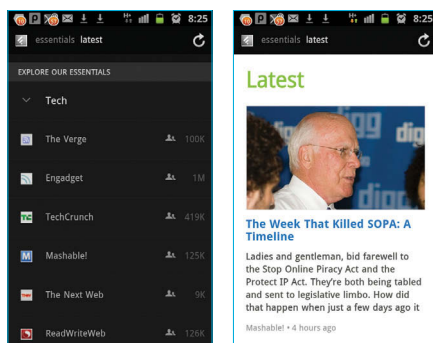 8:25
essentials latest
EXPLORE OUR ESSENTIALS
Tech
The Verge 100K
Engadget 1M
TechCrunch 419K
Mashable! 125K
The Next Web 9K
ReadWriteWeb 126K
8:25
essentials latest
Latest
digg dig
digg
The Week That Killed SOPA: A
Timeline
Ladies and gentleman, bid farewell to
the Stop Online Piracy Act and the
Protect IP Act. They're both being tabled
and sent to legislative limbo. How did
that happen when just a few days ago it
Mashable! • 4 hours ago